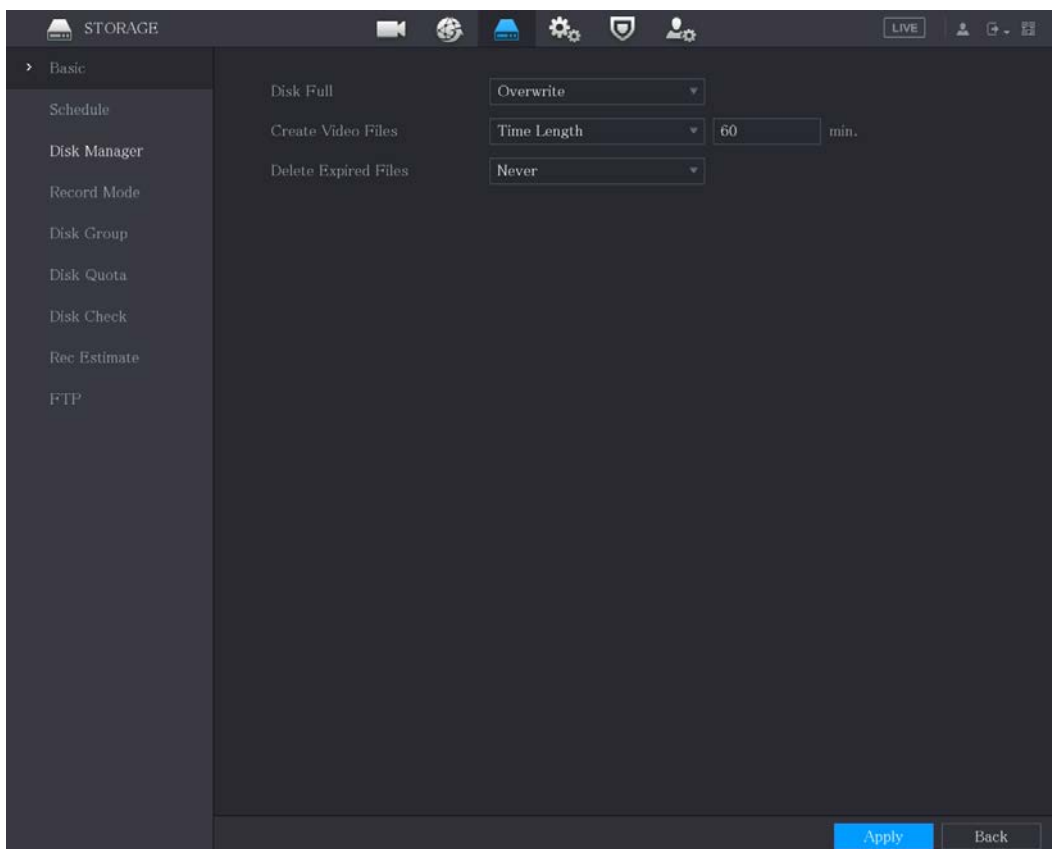 STORAGE
LIVE
Basic
Schedule
Disk Manager
Record Mode
Disk Group
Disk Quota
Disk Check
Rec Estimate
FTP
Disk Full Overwrite
Create Video Files Time Length 60 min.
Delete Expired Files Never
Apply Back